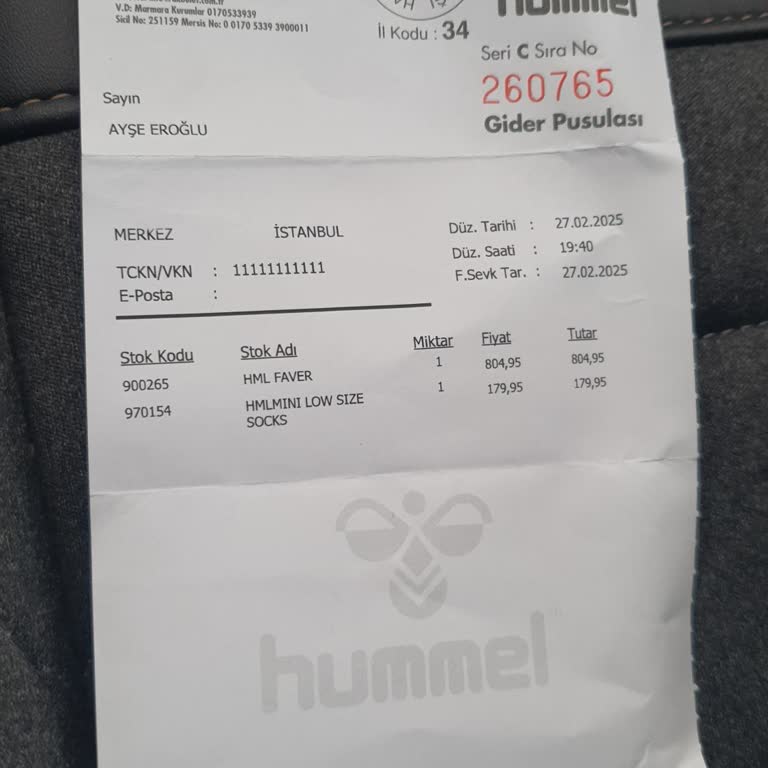 V.D: Marmara Kurumlar 0170533939
Sicil No: 251159 Mersis No: 0 0170 5339 3900011
İl Kodu : 34
hummel
Seri C Sıra No
260765
Gider Pusulası
Sayın
AYŞE EROĞLU
MERKEZ İSTANBUL
Düz. Tarihi : 27.02.2025
Düz. Saati : 19:40
F.Sevk Tar. : 27.02.2025
TCKN/VKN : 11111111111
E-Posta :
Stok Kodu Stok Adı Miktar Fiyat Tutar
900265 HML FAVER 1 804,95 804,95
970154 HMLMINI LOW SIZE 1 179,95 179,95
SOCKS
hummel